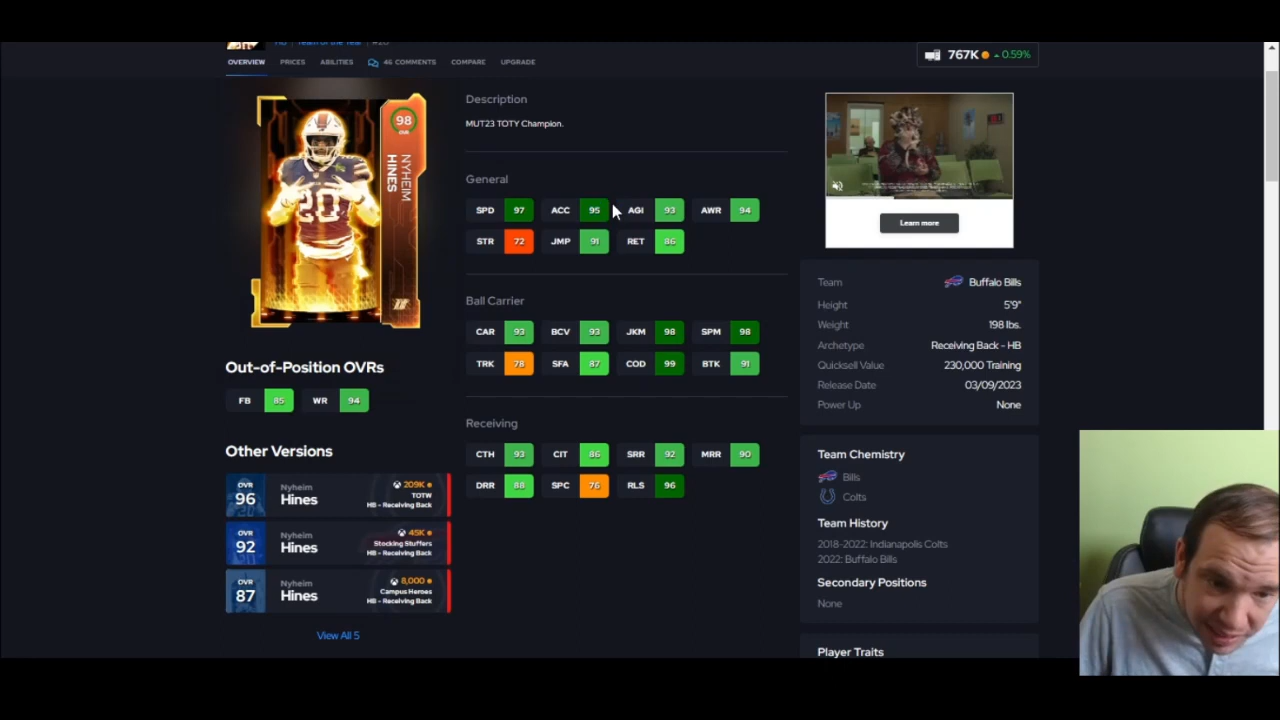 HB | Team of the Year | #20
OVERVIEW PRICES ABILITIES 46 COMMENTS COMPARE UPGRADE
767K 0.59%
98
OVR
NYHEIM
HINES
20
Description
MUT23 TOTY Champion.
General
SPD 97 ACC 95 AGI 93 AWR 94
STR 72 JMP 91 RET 86
Ball Carrier
CAR 93 BCV 93 JKM 98 SPM 98
TRK 78 SFA 87 COD 99 BTK 91
Receiving
CTH 93 CIT 86 SRR 92 MRR 90
DRR 88 SPC 76 RLS 96
Out-of-Position OVRs
FB 85 WR 94
Other Versions
OVR
96
Nyheim
Hines
209K
TOTW
HB - Receiving Back
OVR
92
Nyheim
Hines
45K
Stocking Stuffers
HB - Receiving Back
OVR
87
Nyheim
Hines
8,000
Campus Heroes
HB - Receiving Back
View All 5
Learn more
Team Buffalo Bills
Height 5'9"
Weight 198 lbs.
Archetype Receiving Back - HB
Quicksell Value 230,000 Training
Release Date 03/09/2023
Power Up None
Team Chemistry
Bills
Colts
Team History
2018-2022: Indianapolis Colts
2022: Buffalo Bills
Secondary Positions
None
Player Traits